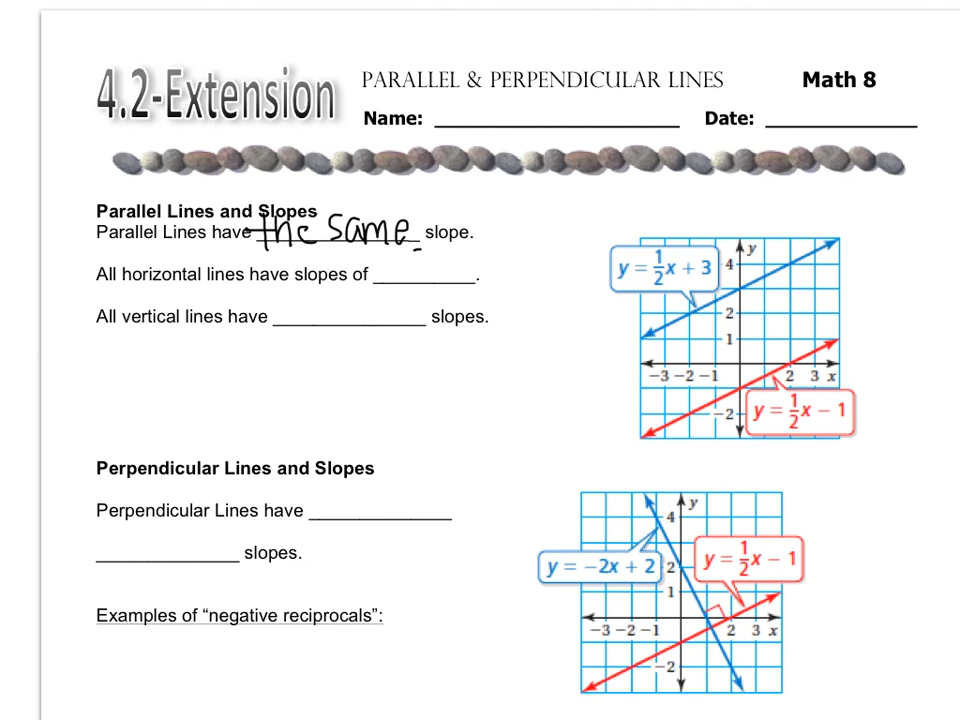 4.2-Extension
PARALLEL & PERPENDICULAR LINES
Math 8
Name: ____________________ Date: ____________
Parallel Lines and Slopes
Parallel Lines have the same slope.
All horizontal lines have slopes of __________.
All vertical lines have _______________ slopes.
y = 1/2x + 3
y
4
2
1
−3 −2 −1 2 3 x
−2
y = 1/2x − 1
Perpendicular Lines and Slopes
Perpendicular Lines have ______________
______________ slopes.
Examples of “negative reciprocals”:
y
4
y = −2x + 2
2
y = 1/2x − 1
1
−3 −2 −1 2 3 x
−2